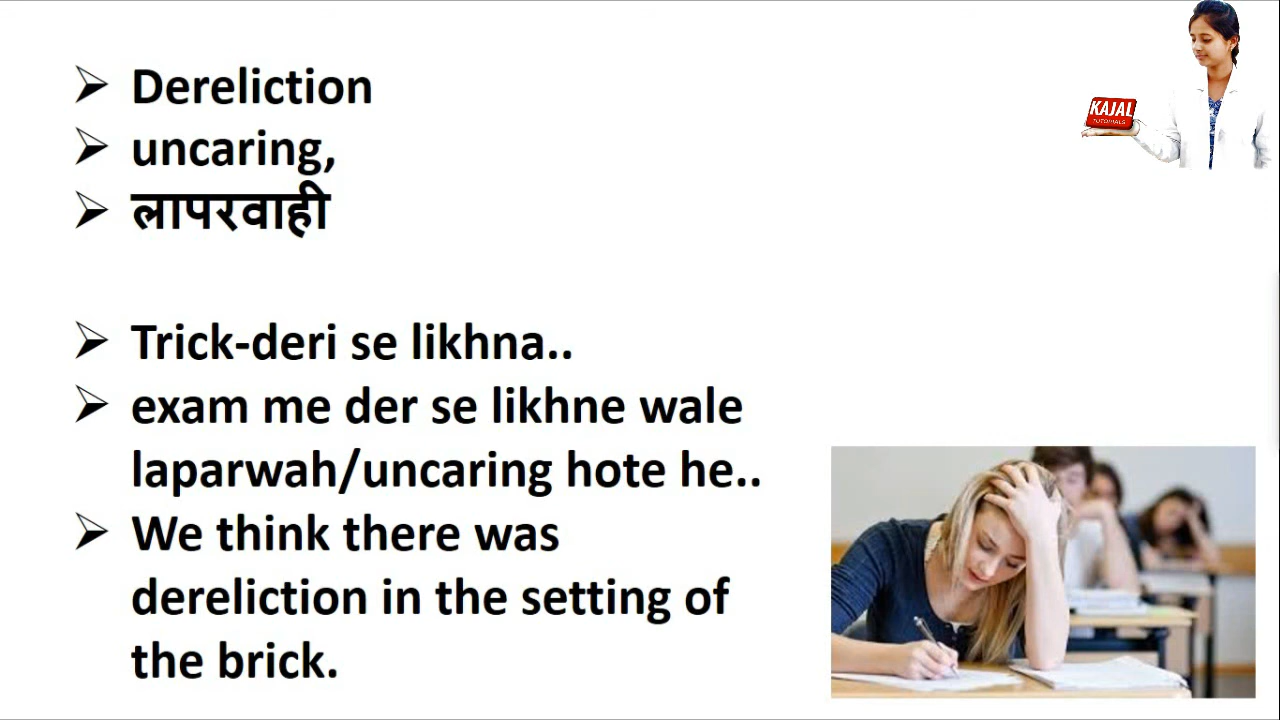 Dereliction
uncaring,
लापरवाही
Trick-deri se likhna..
exam me der se likhne wale
laparwah/uncaring hote he..
We think there was
dereliction in the setting of
the brick.
KAJAL
TUTORIALS